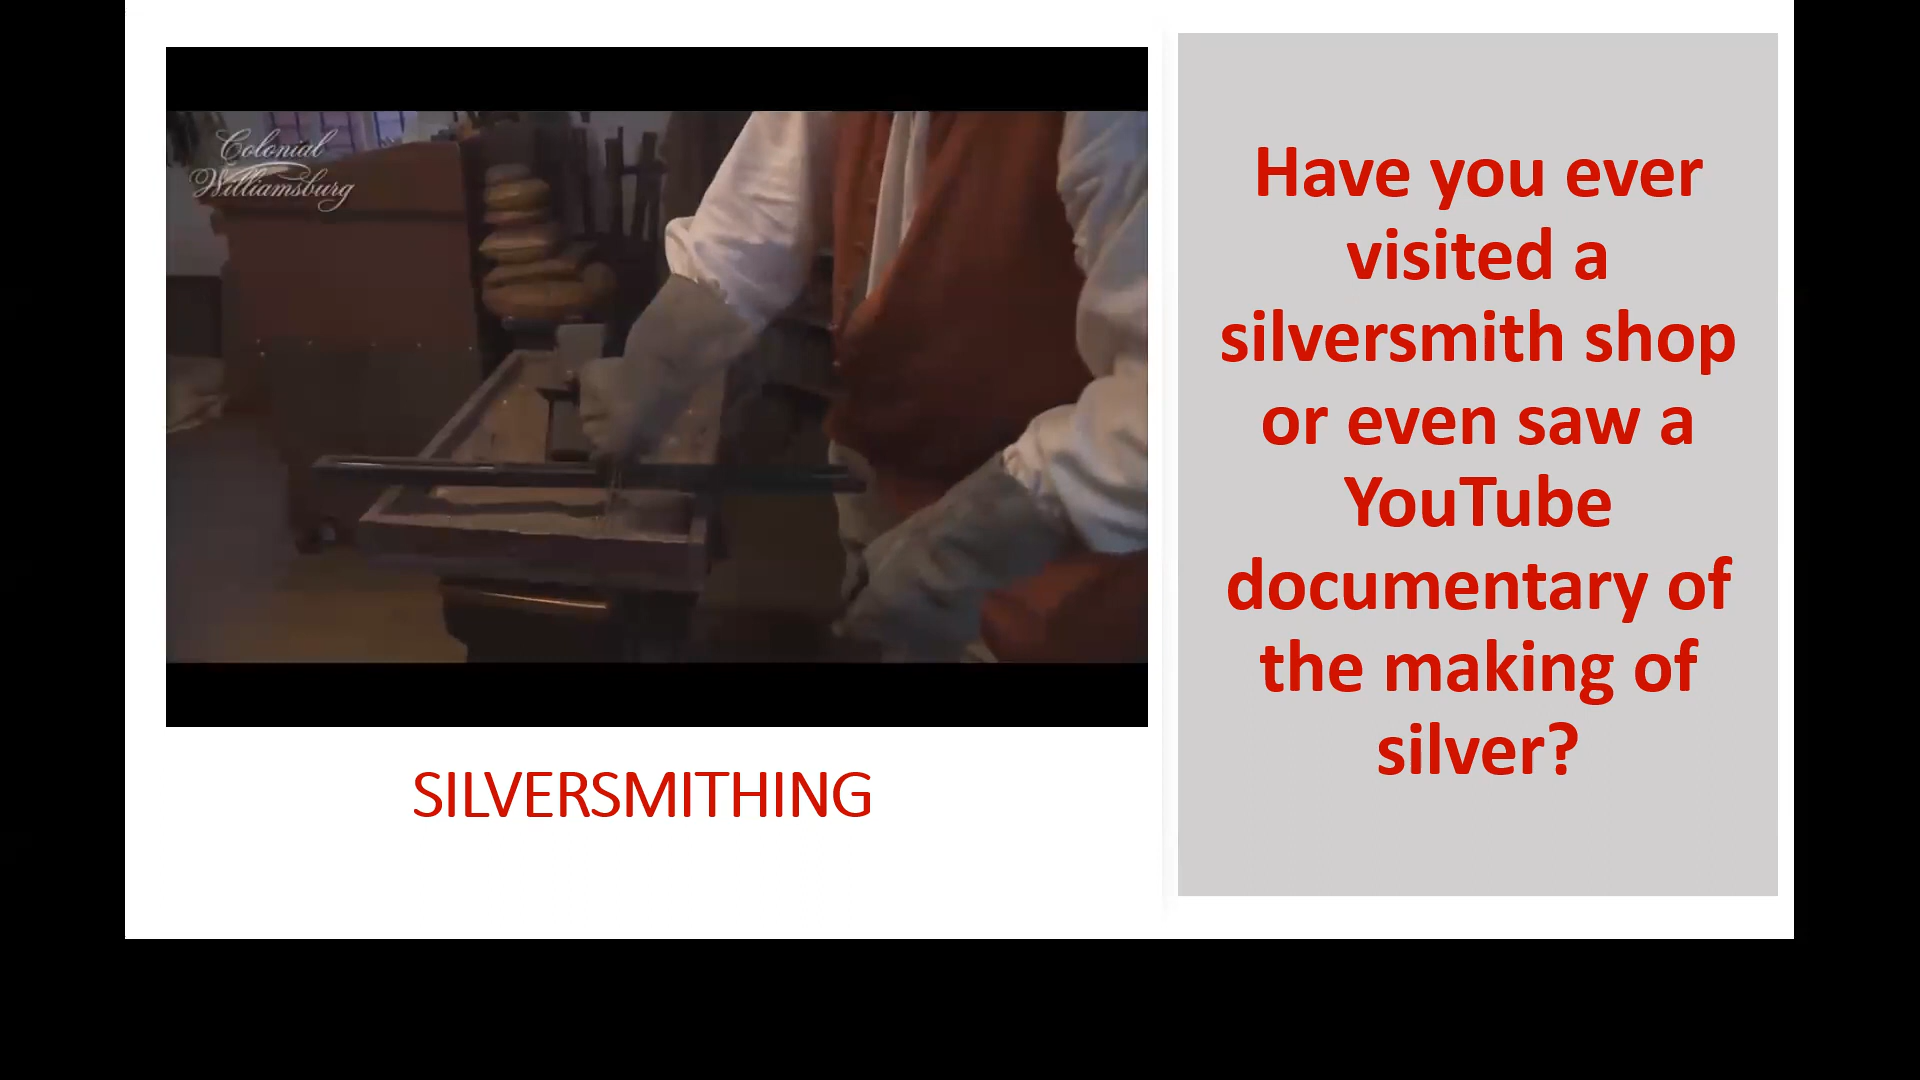 Colonial
Williamsburg
SILVERSMITHING
Have you ever
visited a
silversmith shop
or even saw a
YouTube
documentary of
the making of
silver?